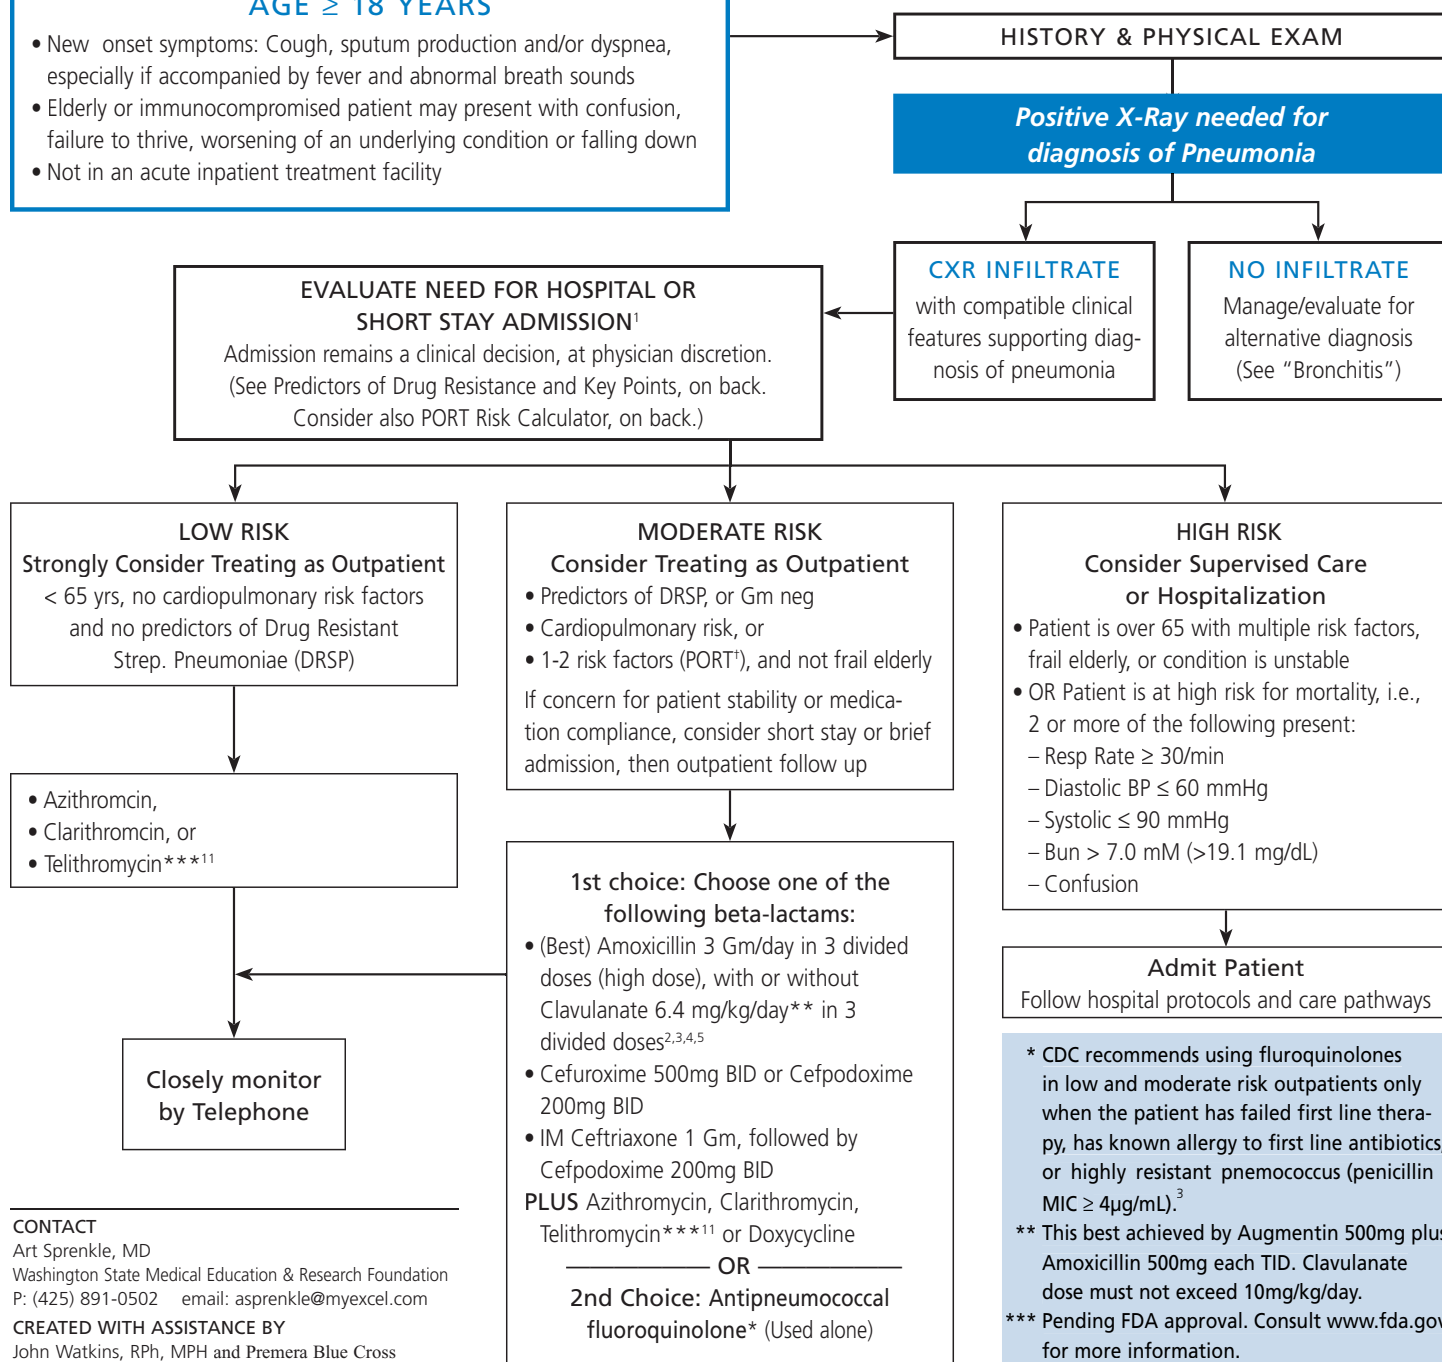 AGE ≥ 18 YEARS
• New onset symptoms: Cough, sputum production and/or dyspnea,
especially if accompanied by fever and abnormal breath sounds
• Elderly or immunocompromised patient may present with confusion,
failure to thrive, worsening of an underlying condition or falling down
• Not in an acute inpatient treatment facility
HISTORY & PHYSICAL EXAM
Positive X-Ray needed for
diagnosis of Pneumonia
CXR INFILTRATE
with compatible clinical
features supporting diag-
nosis of pneumonia
NO INFILTRATE
Manage/evaluate for
alternative diagnosis
(See "Bronchitis")
EVALUATE NEED FOR HOSPITAL OR
SHORT STAY ADMISSION¹
Admission remains a clinical decision, at physician discretion.
(See Predictors of Drug Resistance and Key Points, on back.
Consider also PORT Risk Calculator, on back.)
LOW RISK
Strongly Consider Treating as Outpatient
< 65 yrs, no cardiopulmonary risk factors
and no predictors of Drug Resistant
Strep. Pneumoniae (DRSP)
• Azithromcin,
• Clarithromcin, or
• Telithromycin***¹¹
Closely monitor
by Telephone
MODERATE RISK
Consider Treating as Outpatient
• Predictors of DRSP, or Gm neg
• Cardiopulmonary risk, or
• 1-2 risk factors (PORT†), and not frail elderly
If concern for patient stability or medica-
tion compliance, consider short stay or brief
admission, then outpatient follow up
1st choice: Choose one of the
following beta-lactams:
• (Best) Amoxicillin 3 Gm/day in 3 divided
doses (high dose), with or without
Clavulanate 6.4 mg/kg/day** in 3
divided doses²,³,⁴,⁵
• Cefuroxime 500mg BID or Cefpodoxime
200mg BID
• IM Ceftriaxone 1 Gm, followed by
Cefpodoxime 200mg BID
PLUS Azithromycin, Clarithromycin,
Telithromycin***¹¹ or Doxycycline
OR
2nd Choice: Antipneumococcal
fluoroquinolone* (Used alone)
HIGH RISK
Consider Supervised Care
or Hospitalization
• Patient is over 65 with multiple risk factors,
frail elderly, or condition is unstable
• OR Patient is at high risk for mortality, i.e.,
2 or more of the following present:
– Resp Rate ≥ 30/min
– Diastolic BP ≤ 60 mmHg
– Systolic ≤ 90 mmHg
– Bun > 7.0 mM (>19.1 mg/dL)
– Confusion
Admit Patient
Follow hospital protocols and care pathways
* CDC recommends using fluroquinolones
in low and moderate risk outpatients only
when the patient has failed first line thera-
py, has known allergy to first line antibiotics,
or highly resistant pnemococcus (penicillin
MIC ≥ 4µg/mL).³
** This best achieved by Augmentin 500mg plus
Amoxicillin 500mg each TID. Clavulanate
dose must not exceed 10mg/kg/day.
*** Pending FDA approval. Consult www.fda.gov
for more information.
CONTACT
Art Sprenkle, MD
Washington State Medical Education & Research Foundation
P: (425) 891-0502 email: asprenkle@myexcel.com
CREATED WITH ASSISTANCE BY
John Watkins, RPh, MPH and Premera Blue Cross